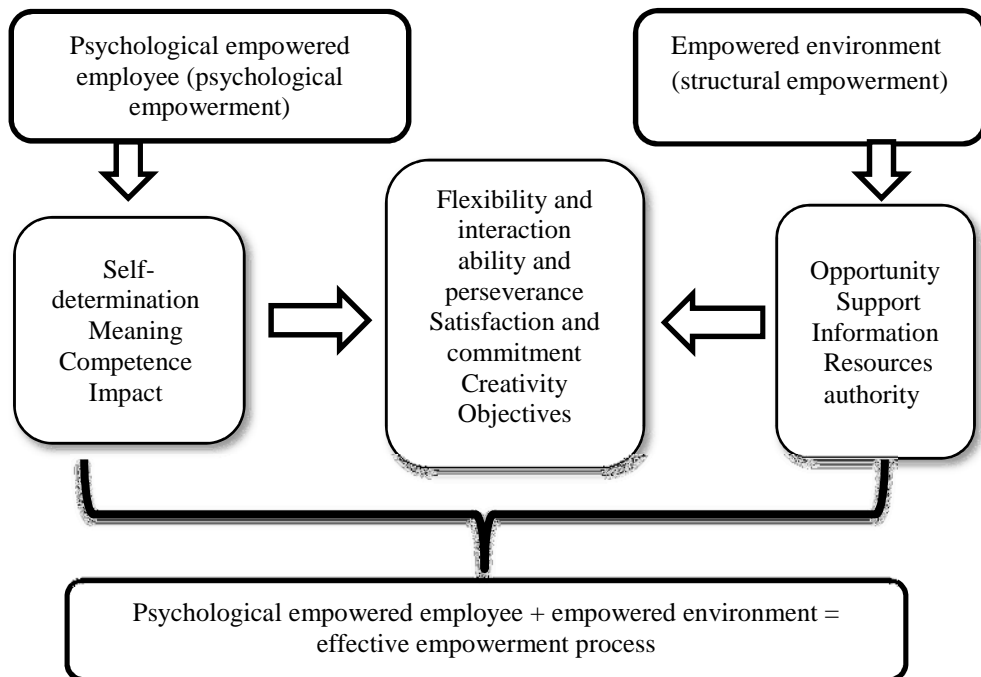 Psychological empowered
employee (psychological
empowerment)
Empowered environment
(structural empowerment)
Self-
determination
Meaning
Competence
Impact
Flexibility and
interaction
ability and
perseverance
Satisfaction and
commitment
Creativity
Objectives
Opportunity
Support
Information
Resources
authority
Psychological empowered employee + empowered environment =
effective empowerment process